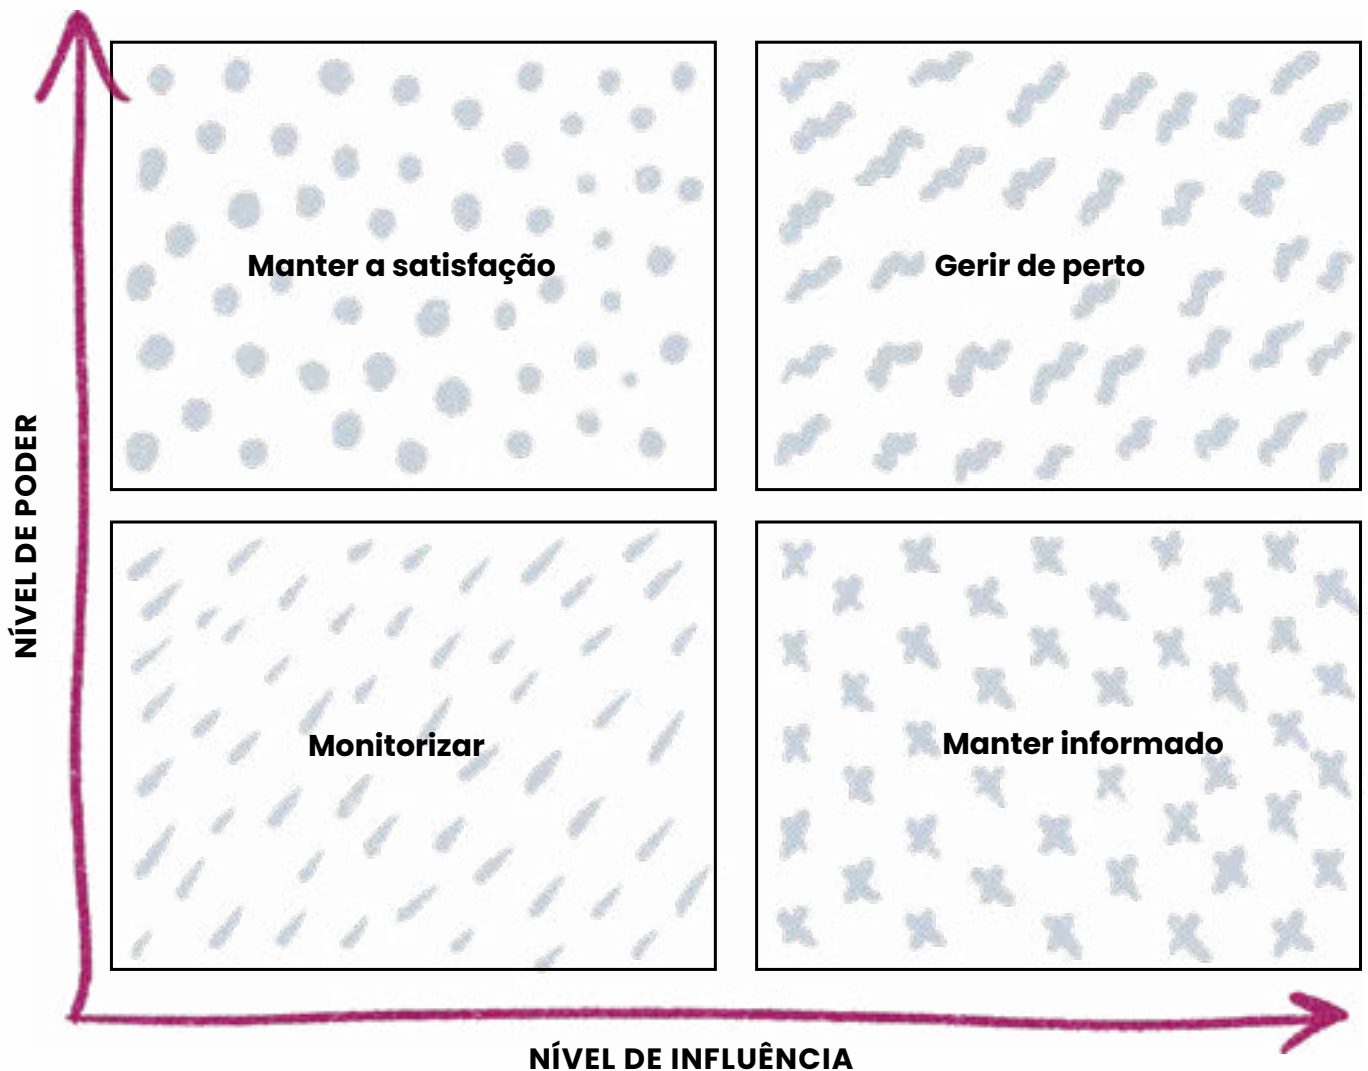 Manter a satisfação
Gerir de perto
NÍVEL DE PODER
Monitorizar
Manter informado
NÍVEL DE INFLUÊNCIA